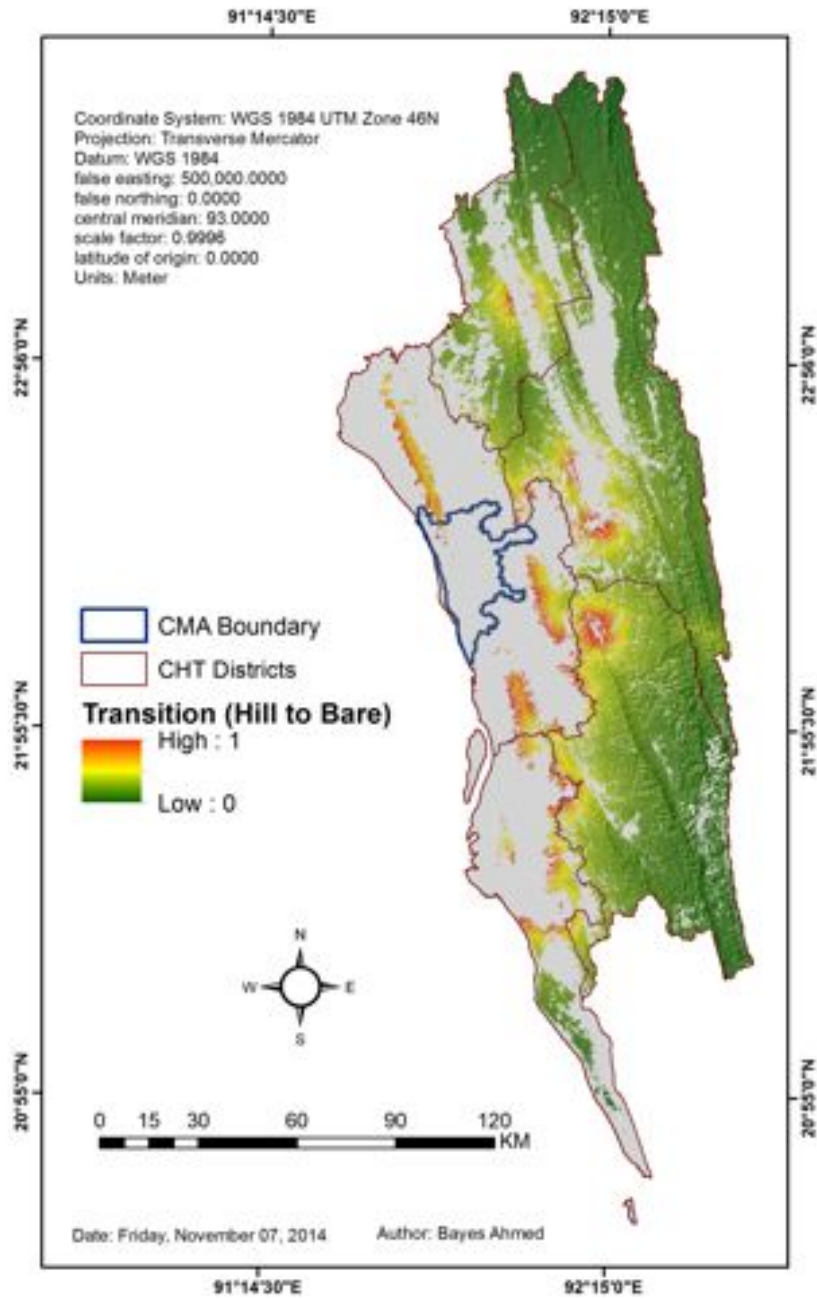 91°14'30"E
92°15'0"E
Coordinate System: WGS 1984 UTM Zone 46N
Projection: Transverse Mercator
Datum: WGS 1984
false easting: 500,000.0000
false northing: 0.0000
central meridian: 93.0000
scale factor: 0.9996
latitude of origin: 0.0000
Units: Meter
22°56'0"N
22°56'0"N
CMA Boundary
CHT Districts
Transition (Hill to Bare)
High : 1
Low : 0
21°55'30"N
21°55'30"N
N
W
E
S
20°55'0"N
20°55'0"N
0 15 30 60 90 120
KM
Date: Friday, November 07, 2014
Author: Bayes Ahmed
91°14'30"E
92°15'0"E